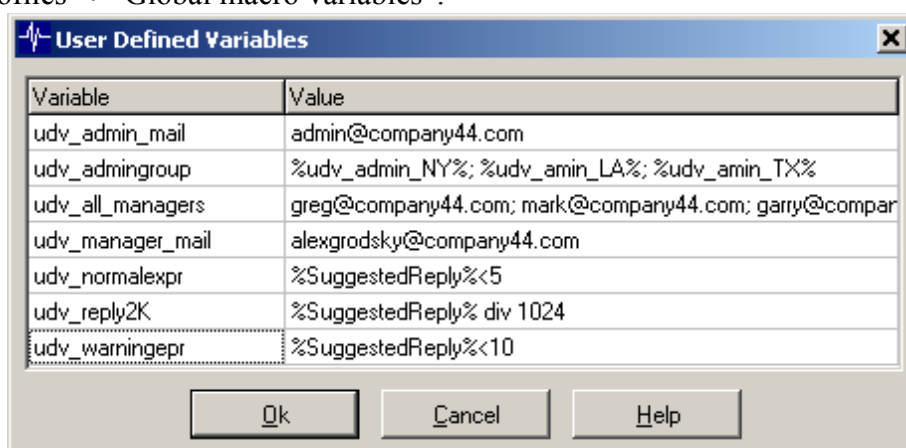 User Defined Variables
Variable Value
udv_admin_mail admin@company44.com
udv_admingroup %udv_admin_NY%; %udv_amin_LA%; %udv_amin_TX%
udv_all_managers greg@company44.com; mark@company44.com; garry@compar
udv_manager_mail alexgrodsky@company44.com
udv_normalexpr %SuggestedReply%<5
udv_reply2K %SuggestedReply% div 1024
udv_warningepr %SuggestedReply%<10
Ok Cancel Help